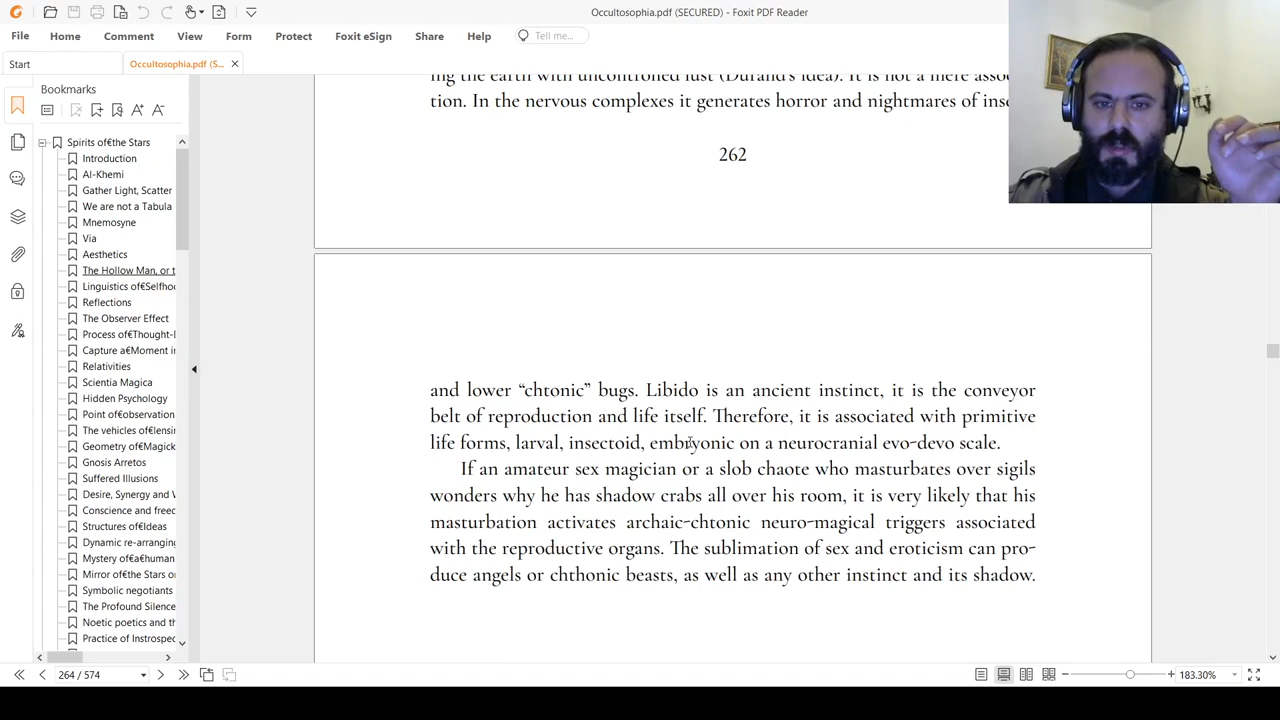 Occultosophia.pdf (SECURED) - Foxit PDF Reader
File Home Comment View Form Protect Foxit eSign Share Help Tell me...
Start Occultosophia.pdf (S...
Bookmarks
Spirits of€the Stars
Introduction
Al-Khemi
Gather Light, Scatter
We are not a Tabula
Mnemosyne
Via
Aesthetics
The Hollow Man, or t
Linguistics of€Selfhoo
Reflections
The Observer Effect
Process of€Thought-I
Capture a€Moment in
Relativities
Scientia Magica
Hidden Psychology
Point of€observation
The vehicles of€lensin
Geometry of€Magick
Gnosis Arretos
Suffered Illusions
Desire, Synergy and V
Conscience and freec
Structures of€Ideas
Dynamic re-arranging
Mystery of€a€human
Mirror of€the Stars or
Symbolic negotiants
The Profound Silence
Noetic poetics and th
Practice of Instrospec
ing the earth with uncontrolled lust (Durand's idea). It is not a mere asso
tion. In the nervous complexes it generates horror and nightmares of inse
262
and lower “chtonic” bugs. Libido is an ancient instinct, it is the conveyor
belt of reproduction and life itself. Therefore, it is associated with primitive
life forms, larval, insectoid, embryonic on a neurocranial evo-devo scale.
If an amateur sex magician or a slob chaote who masturbates over sigils
wonders why he has shadow crabs all over his room, it is very likely that his
masturbation activates archaic-chtonic neuro-magical triggers associated
with the reproductive organs. The sublimation of sex and eroticism can pro-
duce angels or chthonic beasts, as well as any other instinct and its shadow.
264 / 574
183.30%